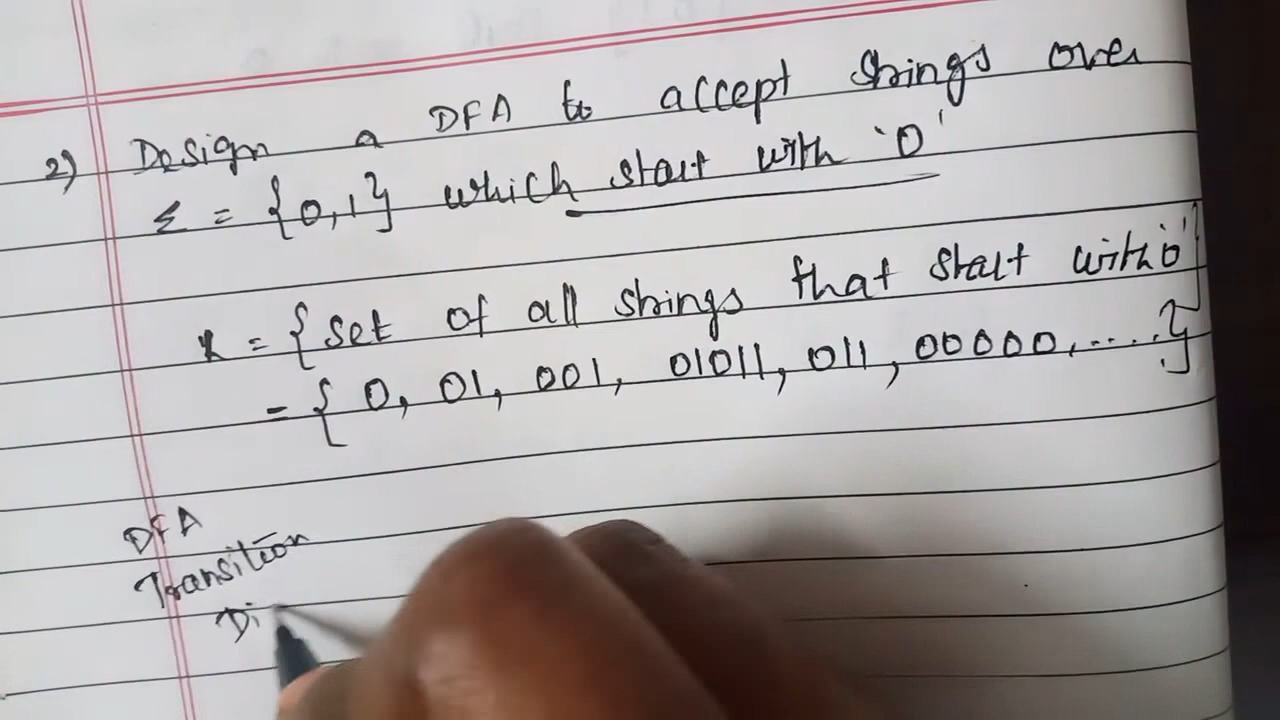 2) Design a DFA to accept strings over
Σ = {0,1} which start with '0'
L = {set of all strings that start with '0'}
= {0, 01, 001, 01011, 011, 00000, .....}
DFA
Transition
Di